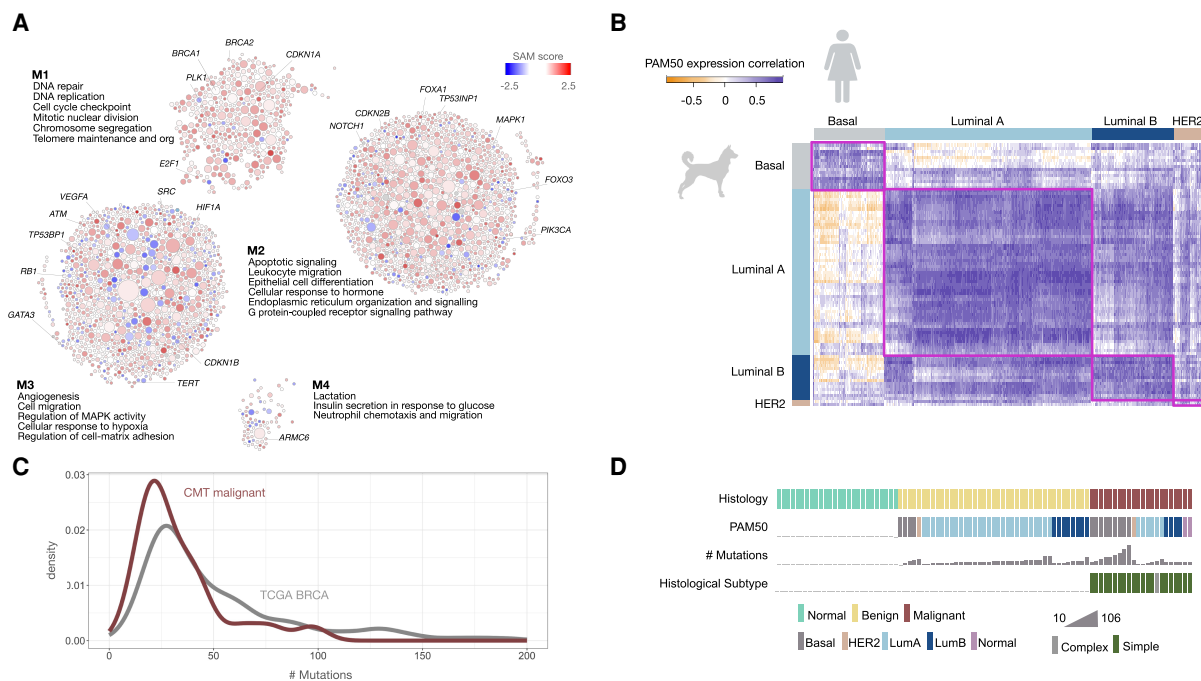 A
BRCA2
BRCA1
CDKN1A
PLK1
E2F1
M1
DNA repair
DNA replication
Cell cycle checkpoint
Mitotic nuclear division
Chromosome segregation
Telomere maintenance and org
SAM score
-2.5
2.5
FOXA1
TP53INP1
CDKN2B
NOTCH1
MAPK1
FOXO3
PIK3CA
SRC
VEGFA
HIF1A
ATM
TP53BP1
RB1
GATA3
CDKN1B
TERT
M2
Apoptotic signaling
Leukocyte migration
Epithelial cell differentiation
Cellular response to hormone
Endoplasmic reticulum organization and signalling
G protein-coupled receptor signallng pathway
M3
Angiogenesis
Cell migration
Regulation of MAPK activity
Cellular response to hypoxia
Regulation of cell-matrix adhesion
M4
Lactation
Insulin secretion in response to glucose
Neutrophil chemotaxis and migration
ARMC6
B
PAM50 expression correlation
-0.5
0
0.5
Basal
Luminal A
Luminal B
HER2
Basal
Luminal A
Luminal B
HER2
C
0.03
0.02
0.01
0.00
density
CMT malignant
TCGA BRCA
0
50
100
150
200
# Mutations
D
Histology
PAM50
# Mutations
Histological Subtype
Normal
Benign
Malignant
10
106
Basal
HER2
LumA
LumB
Normal
Complex
Simple